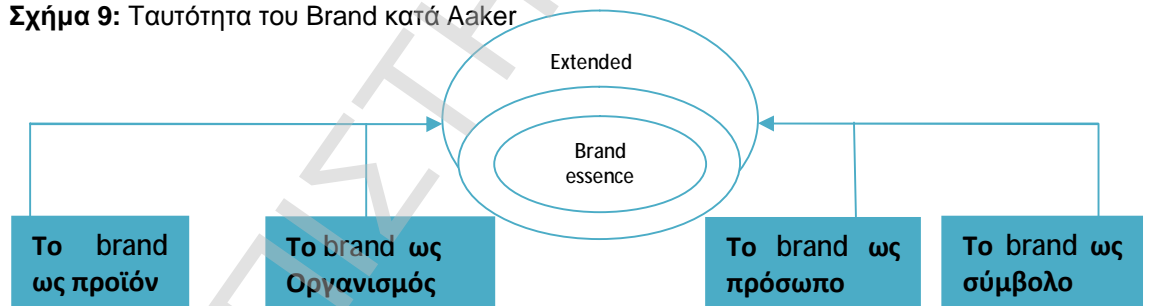 Σχήμα 9: Ταυτότητα του Brand κατά Aaker
Extended
Brand
essence
Το brand
ως προϊόν
Το brand ως
Οργανισμός
Το brand ως
πρόσωπο
Το brand ως
σύμβολο